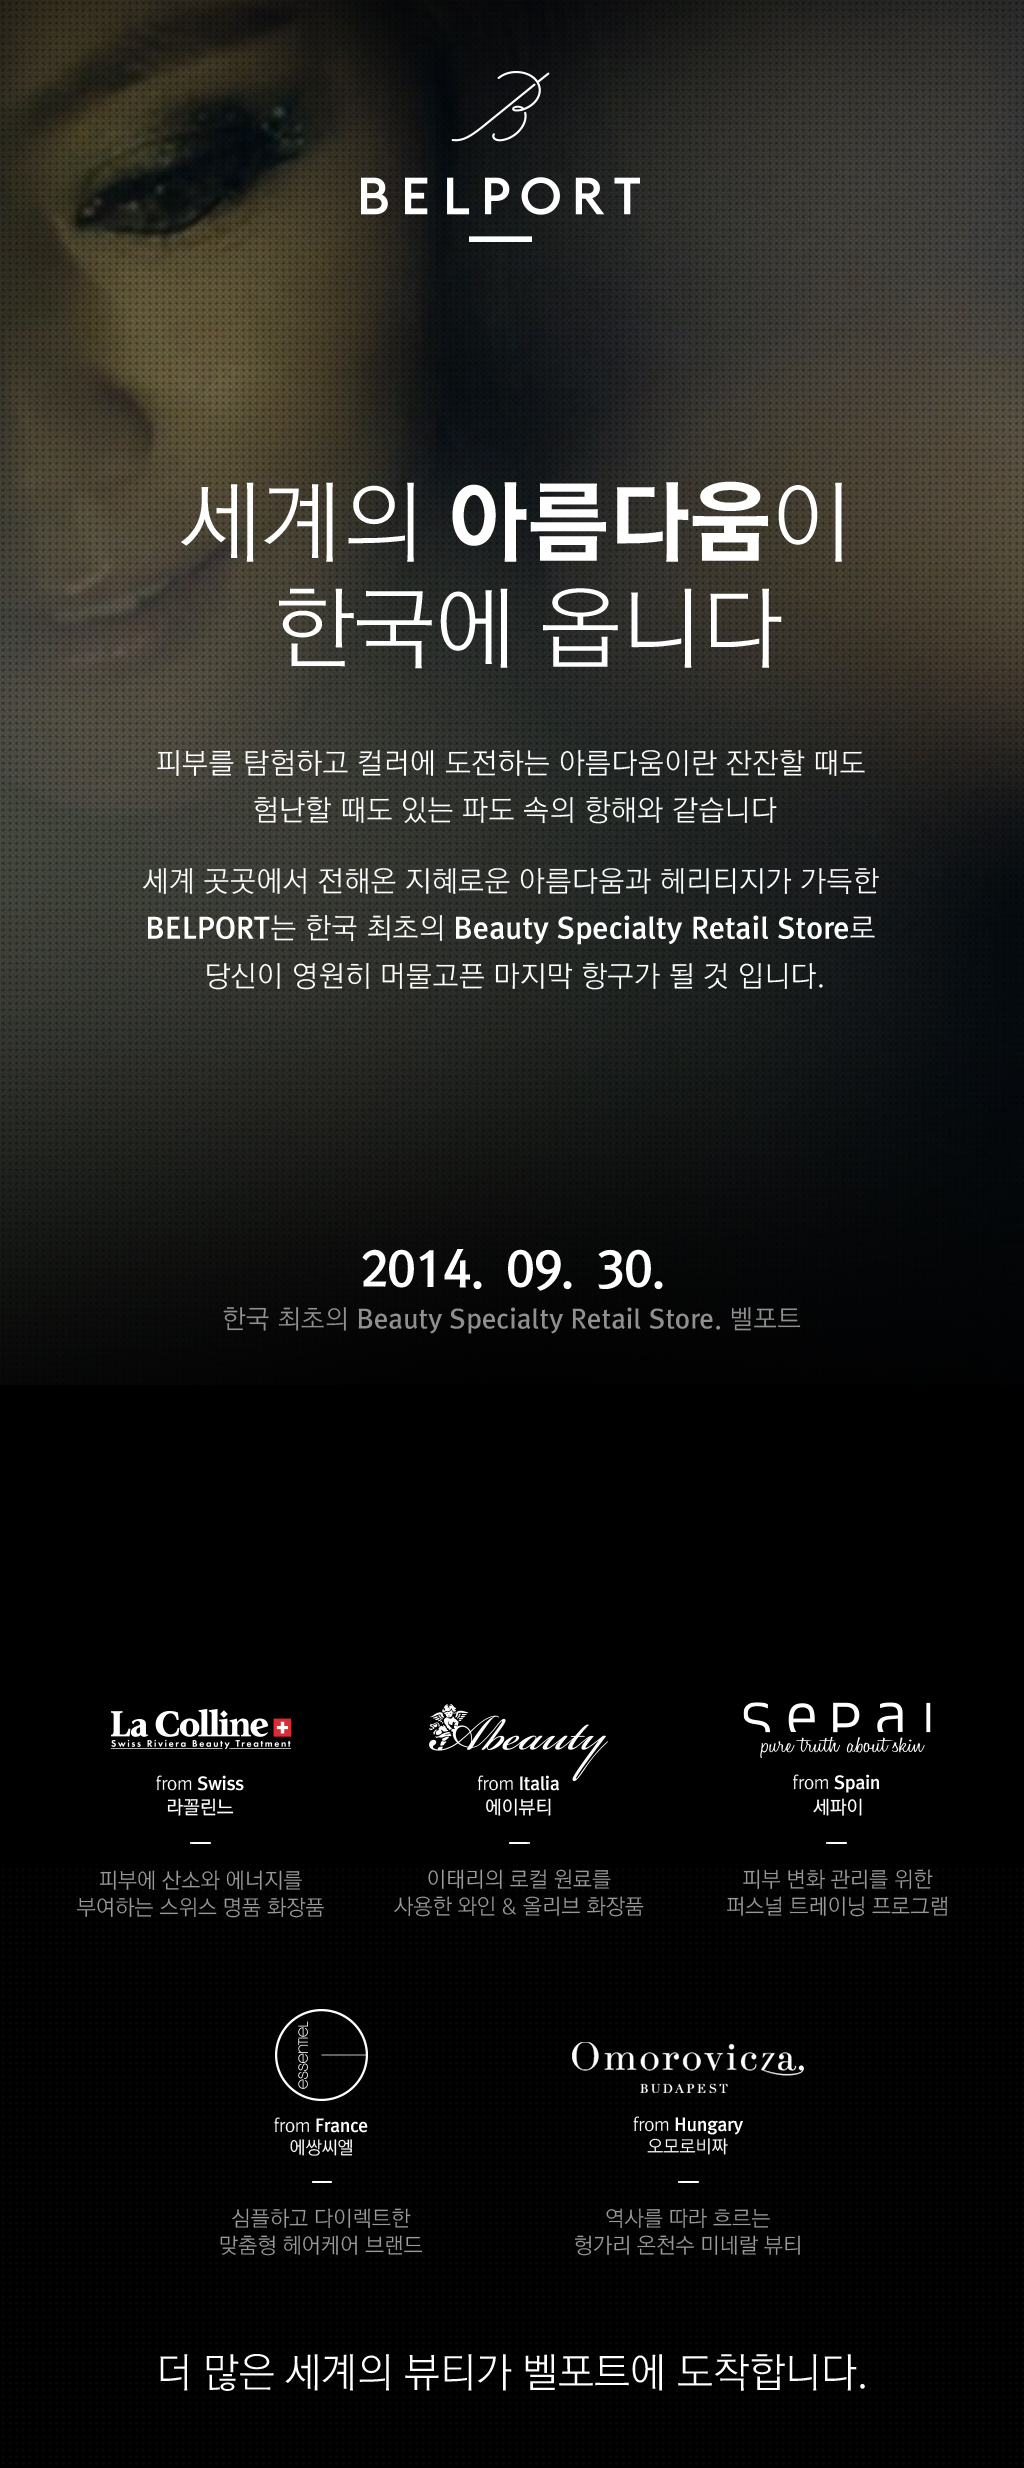 B
BELPORT
세계의 아름다움이
한국에 옵니다
피부를 탐험하고 컬러에 도전하는 아름다움이란 잔잔할 때도
험난할 때도 있는 파도 속의 항해와 같습니다
세계 곳곳에서 전해온 지혜로운 아름다움과 헤리티지가 가득한
BELPORT는 한국 최초의 Beauty Specialty Retail Store로
당신이 영원히 머물고픈 마지막 항구가 될 것 입니다.
2014. 09. 30.
한국 최초의 Beauty Specialty Retail Store. 벨포트
La Colline
Swiss Riviera Beauty Treatment
from Swiss
라꼴린느
피부에 산소와 에너지를
부여하는 스위스 명품 화장품
Abeauty
from Italia
에이뷰티
이태리의 로컬 원료를
사용한 와인 & 올리브 화장품
sepai
pure truth about skin
from Spain
세파이
피부 변화 관리를 위한
퍼스널 트레이닝 프로그램
essentiel
from France
에쌍씨엘
심플하고 다이렉트한
맞춤형 헤어케어 브랜드
Omorovicza,
BUDAPEST
from Hungary
오모로비짜
역사를 따라 흐르는
헝가리 온천수 미네랄 뷰티
더 많은 세계의 뷰티가 벨포트에 도착합니다.